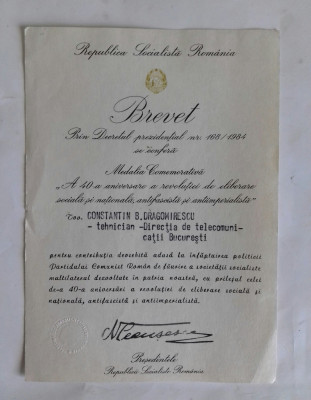 Republica Socialistă România
Brevet
Prin Decretul prezidențial nr. 168/1984
se conferă
Medalia Comemorativă
„A 40-a aniversare a revoluției de eliberare
socială și națională, antifascistă și antiimperialistă”
Tov. CONSTANTIN B.DRAGOMIRESCU
- tehnician -Direcția de telecomuni-
cații București
pentru contribuția deosebită adusă la înfăptuirea politicii
Partidului Comunist Român de făurire a societății socialiste
multilateral dezvoltate în patria noastră, cu prilejul celei
de-a 40-a aniversări a revoluției de eliberare socială și
națională, antifascistă și antiimperialistă.
Președintele
Republicii Socialiste România